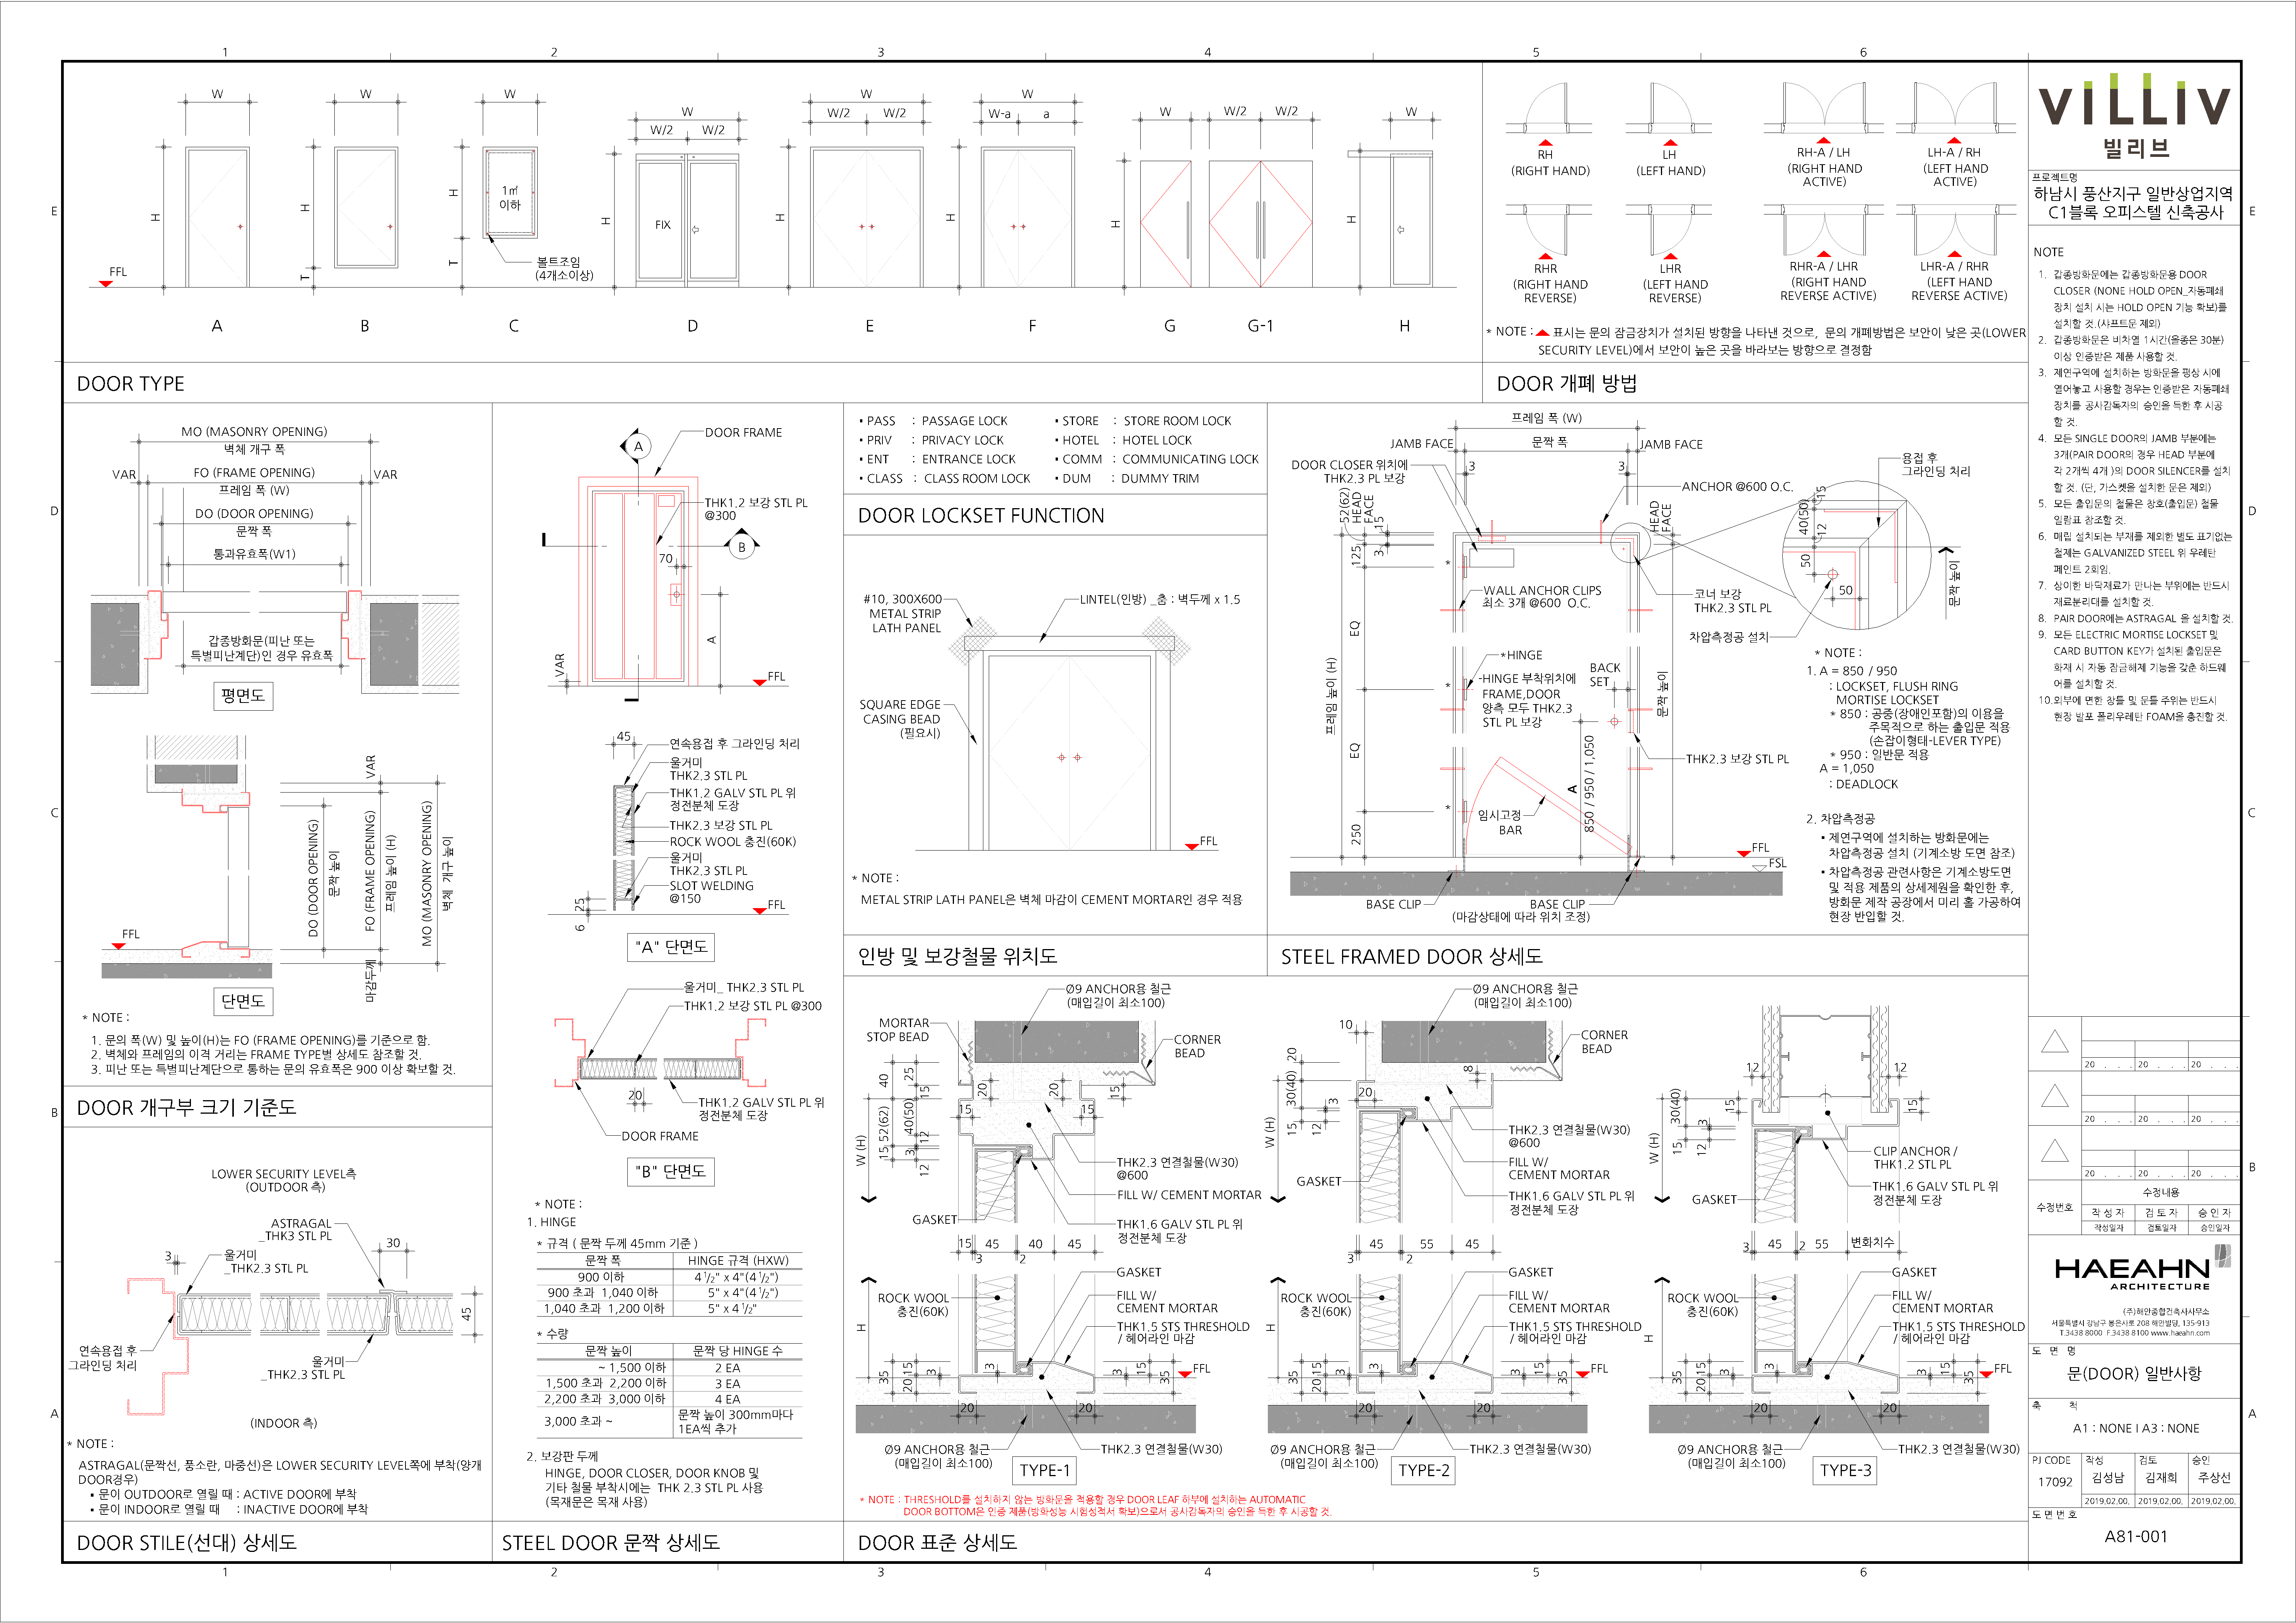 1 2 3 4 5 6
E
D
C
B
A
W
W
W
W
W/2 W/2
W
W/2 W/2
W
W-a a
W
W/2 W/2
W
H
H
T
H
T
H
H
H
H
H
1㎡
이하
볼트조임
(4개소이상)
FIX
FFL
A B C D E F G G-1 H
DOOR TYPE
RH
(RIGHT HAND)
LH
(LEFT HAND)
RH-A / LH
(RIGHT HAND
ACTIVE)
LH-A / RH
(LEFT HAND
ACTIVE)
RHR
(RIGHT HAND
REVERSE)
LHR
(LEFT HAND
REVERSE)
RHR-A / LHR
(RIGHT HAND
REVERSE ACTIVE)
LHR-A / RHR
(LEFT HAND
REVERSE ACTIVE)
* NOTE : 표시는 문의 잠금장치가 설치된 방향을 나타낸 것으로, 문의 개폐방법은 보안이 낮은 곳(LOWER
SECURITY LEVEL)에서 보안이 높은 곳을 바라보는 방향으로 결정함
DOOR 개폐 방법
MO (MASONRY OPENING)
벽체 개구 폭
VAR FO (FRAME OPENING) VAR
프레임 폭 (W)
DO (DOOR OPENING)
문짝 폭
통과유효폭(W1)
갑종방화문(피난 또는
특별피난계단)인 경우 유효폭
평면도
VAR
DO (DOOR OPENING)
문짝 높이
FO (FRAME OPENING)
프레임 높이 (H)
MO (MASONRY OPENING)
벽체 개구 높이
마감두께
FFL
단면도
* NOTE :
1. 문의 폭(W) 및 높이(H)는 FO (FRAME OPENING)를 기준으로 함.
2. 벽체와 프레임의 이격 거리는 FRAME TYPE별 상세도 참조할 것.
3. 피난 또는 특별피난계단으로 통하는 문의 유효폭은 900 이상 확보할 것.
DOOR 개구부 크기 기준도
LOWER SECURITY LEVEL측
(OUTDOOR 측)
ASTRAGAL
_THK3 STL PL
3
울거미
_THK2.3 STL PL
30
45
연속용접 후
그라인딩 처리
울거미
_THK2.3 STL PL
(INDOOR 측)
* NOTE :
ASTRAGAL(문짝선, 풍소란, 마중선)은 LOWER SECURITY LEVEL쪽에 부착(양개
DOOR경우)
• 문이 OUTDOOR로 열릴 때 : ACTIVE DOOR에 부착
• 문이 INDOOR로 열릴 때 : INACTIVE DOOR에 부착
DOOR STILE(선대) 상세도
A
DOOR FRAME
THK1.2 보강 STL PL
@300
B
70
A
VAR
FFL
45
연속용접 후 그라인딩 처리
울거미
THK2.3 STL PL
THK1.2 GALV STL PL 위
정전분체 도장
THK2.3 보강 STL PL
ROCK WOOL 충진(60K)
울거미
THK2.3 STL PL
SLOT WELDING
@150
25
6
FFL
"A" 단면도
울거미_ THK2.3 STL PL
THK1.2 보강 STL PL @300
20
THK1.2 GALV STL PL 위
정전분체 도장
DOOR FRAME
"B" 단면도
* NOTE :
1. HINGE
* 규격 ( 문짝 두께 45mm 기준 )
문짝 폭 HINGE 규격 (HXW)
900 이하 4 1/2" x 4"(4 1/2")
900 초과 1,040 이하 5" x 4"(4 1/2")
1,040 초과 1,200 이하 5" x 4 1/2"
* 수량
문짝 높이 문짝 당 HINGE 수
~ 1,500 이하 2 EA
1,500 초과 2,200 이하 3 EA
2,200 초과 3,000 이하 4 EA
3,000 초과 ~ 문짝 높이 300mm마다
1EA씩 추가
2. 보강판 두께
HINGE, DOOR CLOSER, DOOR KNOB 및
기타 철물 부착시에는 THK 2.3 STL PL 사용
(목재문은 목재 사용)
STEEL DOOR 문짝 상세도
• PASS : PASSAGE LOCK
• PRIV : PRIVACY LOCK
• ENT : ENTRANCE LOCK
• CLASS : CLASS ROOM LOCK
• STORE : STORE ROOM LOCK
• HOTEL : HOTEL LOCK
• COMM : COMMUNICATING LOCK
• DUM : DUMMY TRIM
DOOR LOCKSET FUNCTION
#10, 300X600
METAL STRIP
LATH PANEL
LINTEL(인방) _춤 : 벽두께 x 1.5
SQUARE EDGE
CASING BEAD
(필요시)
FFL
* NOTE :
METAL STRIP LATH PANEL은 벽체 마감이 CEMENT MORTAR인 경우 적용
인방 및 보강철물 위치도
프레임 폭 (W)
JAMB FACE 문짝 폭 JAMB FACE
3 3
DOOR CLOSER 위치에
THK2.3 PL 보강
ANCHOR @600 O.C.
52(62)
HEAD
FACE
15
3
125
HEAD
FACE
WALL ANCHOR CLIPS
최소 3개 @600 O.C.
EQ
*HINGE
-HINGE 부착위치에
FRAME,DOOR
양측 모두 THK2.3
STL PL 보강
BACK
SET
프레임 높이 (H)
문짝 높이
EQ
250
A
850 / 950 / 1,050
임시고정
BAR
코너 보강
THK2.3 STL PL
THK2.3 보강 STL PL
FFL
FSL
BASE CLIP BASE CLIP
(마감상태에 따라 위치 조정)
용접 후
그라인딩 처리
15
40(50)
12
50
50
문짝 높이
차압측정공 설치
* NOTE :
1. A = 850 / 950
: LOCKSET, FLUSH RING
MORTISE LOCKSET
* 850 : 공중(장애인포함)의 이용을
주목적으로 하는 출입문 적용
(손잡이형태-LEVER TYPE)
* 950 : 일반문 적용
A = 1,050
: DEADLOCK
2. 차압측정공
• 제연구역에 설치하는 방화문에는
차압측정공 설치 (기계소방 도면 참조)
• 차압측정공 관련사항은 기계소방도면
및 적용 제품의 상세제원을 확인한 후,
방화문 제작 공장에서 미리 홀 가공하여
현장 반입할 것.
STEEL FRAMED DOOR 상세도
Ø9 ANCHOR용 철근
(매입길이 최소100)
MORTAR
STOP BEAD
CORNER
BEAD
40
25
15
20
20
15
15
15
W (H)
15 52(62)
40(50)
3 12
12
THK2.3 연결철물(W30)
@600
FILL W/ CEMENT MORTAR
GASKET
THK1.6 GALV STL PL 위
정전분체 도장
15 45 40 45
3 2
ROCK WOOL
충진(60K)
GASKET
FILL W/
CEMENT MORTAR
THK1.5 STS THRESHOLD
/ 헤어라인 마감
H
35
20 15
3
3
3
15
35
FFL
20 20
Ø9 ANCHOR용 철근
(매입길이 최소100)
THK2.3 연결철물(W30)
TYPE-1
Ø9 ANCHOR용 철근
(매입길이 최소100)
10
CORNER
BEAD
20
8
30(40)
20
3
W (H)
15
12
THK2.3 연결철물(W30)
@600
FILL W/
CEMENT MORTAR
GASKET
THK1.6 GALV STL PL 위
정전분체 도장
45 55 45
3 2
ROCK WOOL
충진(60K)
GASKET
FILL W/
CEMENT MORTAR
THK1.5 STS THRESHOLD
/ 헤어라인 마감
H
35
20 15
3
3
3
15
35
FFL
20 20
Ø9 ANCHOR용 철근
(매입길이 최소100)
THK2.3 연결철물(W30)
TYPE-2
12 12
30(40)
15
15
W (H)
3
15
12
CLIP ANCHOR /
THK1.2 STL PL
THK1.6 GALV STL PL 위
정전분체 도장
GASKET
3 45 2 55 변화치수
ROCK WOOL
충진(60K)
GASKET
FILL W/
CEMENT MORTAR
THK1.5 STS THRESHOLD
/ 헤어라인 마감
H
35
20 15
3
3
3
15
35
FFL
20 20
Ø9 ANCHOR용 철근
(매입길이 최소100)
THK2.3 연결철물(W30)
TYPE-3
* NOTE : THRESHOLD를 설치하지 않는 방화문을 적용할 경우 DOOR LEAF 하부에 설치하는 AUTOMATIC
DOOR BOTTOM은 인증 제품(방화성능 시험성적서 확보)으로서 공사감독자의 승인을 득한 후 시공할 것.
DOOR 표준 상세도
VILLIV
빌리브
프로젝트명
하남시 풍산지구 일반상업지역
C1블록 오피스텔 신축공사
NOTE
1. 갑종방화문에는 갑종방화문용 DOOR
CLOSER (NONE HOLD OPEN_자동폐쇄
장치 설치 시는 HOLD OPEN 기능 확보)를
설치할 것.(샤프트문 제외)
2. 갑종방화문은 비차열 1시간(을종은 30분)
이상 인증받은 제품 사용할 것.
3. 제연구역에 설치하는 방화문을 평상 시에
열어놓고 사용할 경우는 인증받은 자동폐쇄
장치를 공사감독자의 승인을 득한 후 시공
할 것.
4. 모든 SINGLE DOOR의 JAMB 부분에는
3개(PAIR DOOR의 경우 HEAD 부분에
각 2개씩 4개 )의 DOOR SILENCER를 설치
할 것. (단, 가스켓을 설치한 문은 제외)
5. 모든 출입문의 철물은 창호(출입문) 철물
일람표 참조할 것.
6. 매립 설치되는 부재를 제외한 별도 표기없는
철제는 GALVANIZED STEEL 위 우레탄
페인트 2회임.
7. 상이한 바닥재료가 만나는 부위에는 반드시
재료분리대를 설치할 것.
8. PAIR DOOR에는 ASTRAGAL 을 설치할 것.
9. 모든 ELECTRIC MORTISE LOCKSET 및
CARD BUTTON KEY가 설치된 출입문은
화재 시 자동 잠금해제 기능을 갖춘 하드웨
어를 설치할 것.
10.외부에 면한 창틀 및 문틀 주위는 반드시
현장 발포 폴리우레탄 FOAM을 충진할 것.
20 . . . 20 . . . 20 . . .
20 . . . 20 . . . 20 . . .
20 . . . 20 . . . 20 . . .
수정번호
수정내용
작 성 자 검 토 자 승 인 자
작성일자 검토일자 승인일자
HAEAHN
ARCHITECTURE
(주)해안종합건축사사무소
서울특별시 강남구 봉은사로 208 해안빌딩, 135-913
T.3438 8000 F.3438 8100 www.haeahn.com
도 면 명
문(DOOR) 일반사항
축 척
A1 : NONE I A3 : NONE
PJ CODE 작성 검토 승인
17092 김성남 김재희 주상선
2019.02.00. 2019.02.00. 2019.02.00.
도 면 번 호
A81-001
E
D
C
B
A
1 2 3 4 5 6